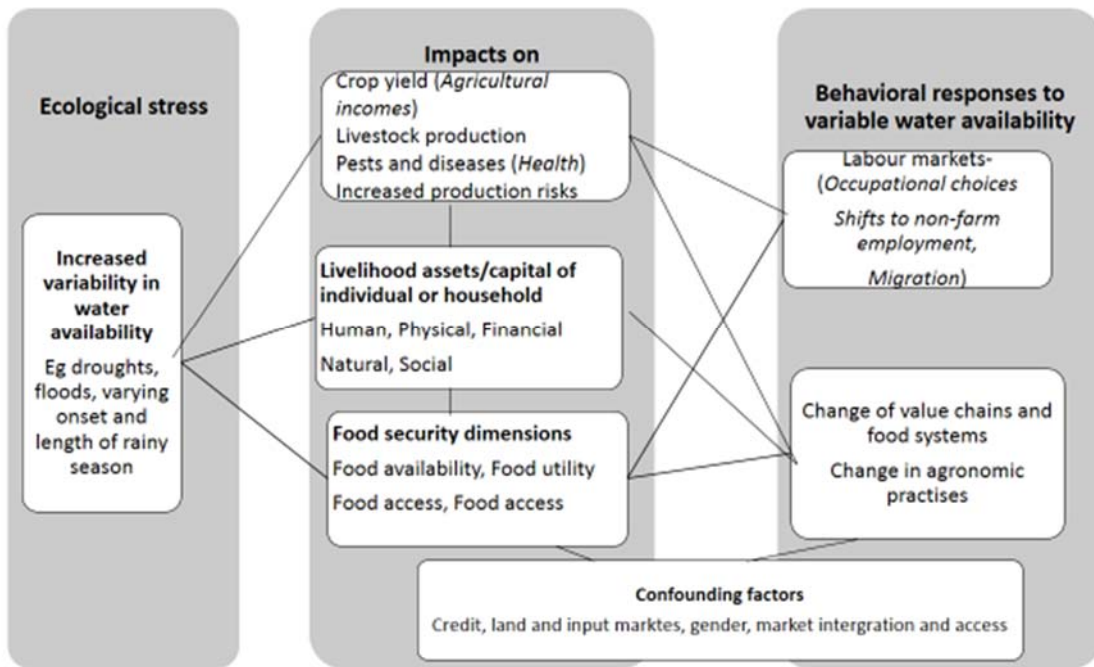 Ecological stress
Increased
variability in
water
availability
Eg droughts,
floods, varying
onset and
length of rainy
season
Impacts on
Crop yield (Agricultural
incomes)
Livestock production
Pests and diseases (Health)
Increased production risks
Livelihood assets/capital of
individual or household
Human, Physical, Financial
Natural, Social
Food security dimensions
Food availability, Food utility
Food access, Food access
Behavioral responses to
variable water availability
Labour markets-
(Occupational choices
Shifts to non-farm
employment,
Migration)
Change of value chains and
food systems
Change in agronomic
practises
Confounding factors
Credit, land and input marktes, gender, market intergration and access